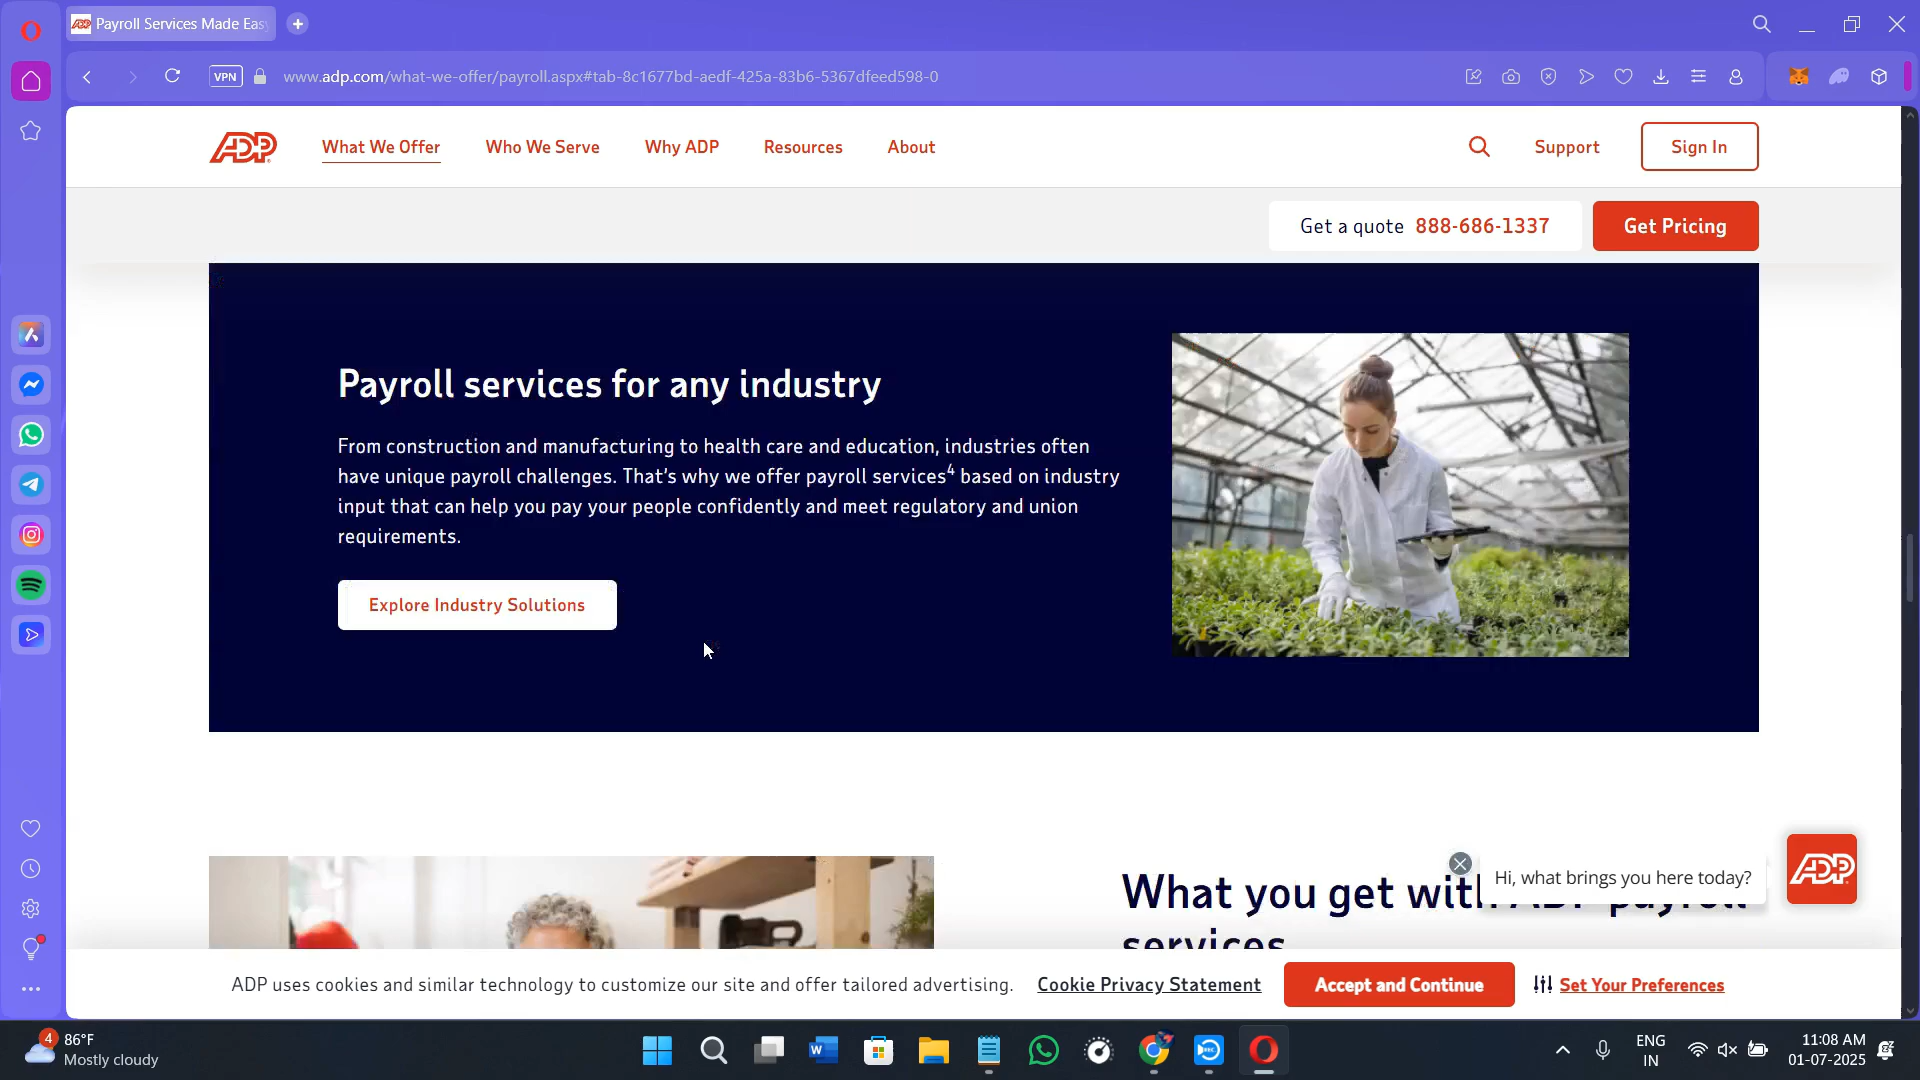 Payroll Services Made Eas
VPN
www.adp.com/what-we-offer/payroll.aspx#tab-8c1677bd-aedf-425a-83b6-5367dfeed598-0
ADP
What We Offer
Who We Serve
Why ADP
Resources
About
Support
Sign In
Get a quote 888-686-1337
Get Pricing
Payroll services for any industry
From construction and manufacturing to health care and education, industries often
have unique payroll challenges. That's why we offer payroll services⁴ based on industry
input that can help you pay your people confidently and meet regulatory and union
requirements.
Explore Industry Solutions
What you get with ADP payroll
services
Hi, what brings you here today?
ADP
ADP uses cookies and similar technology to customize our site and offer tailored advertising.
Cookie Privacy Statement
Accept and Continue
Set Your Preferences
4
86°F
Mostly cloudy
ENG
IN
11:08 AM
01-07-2025